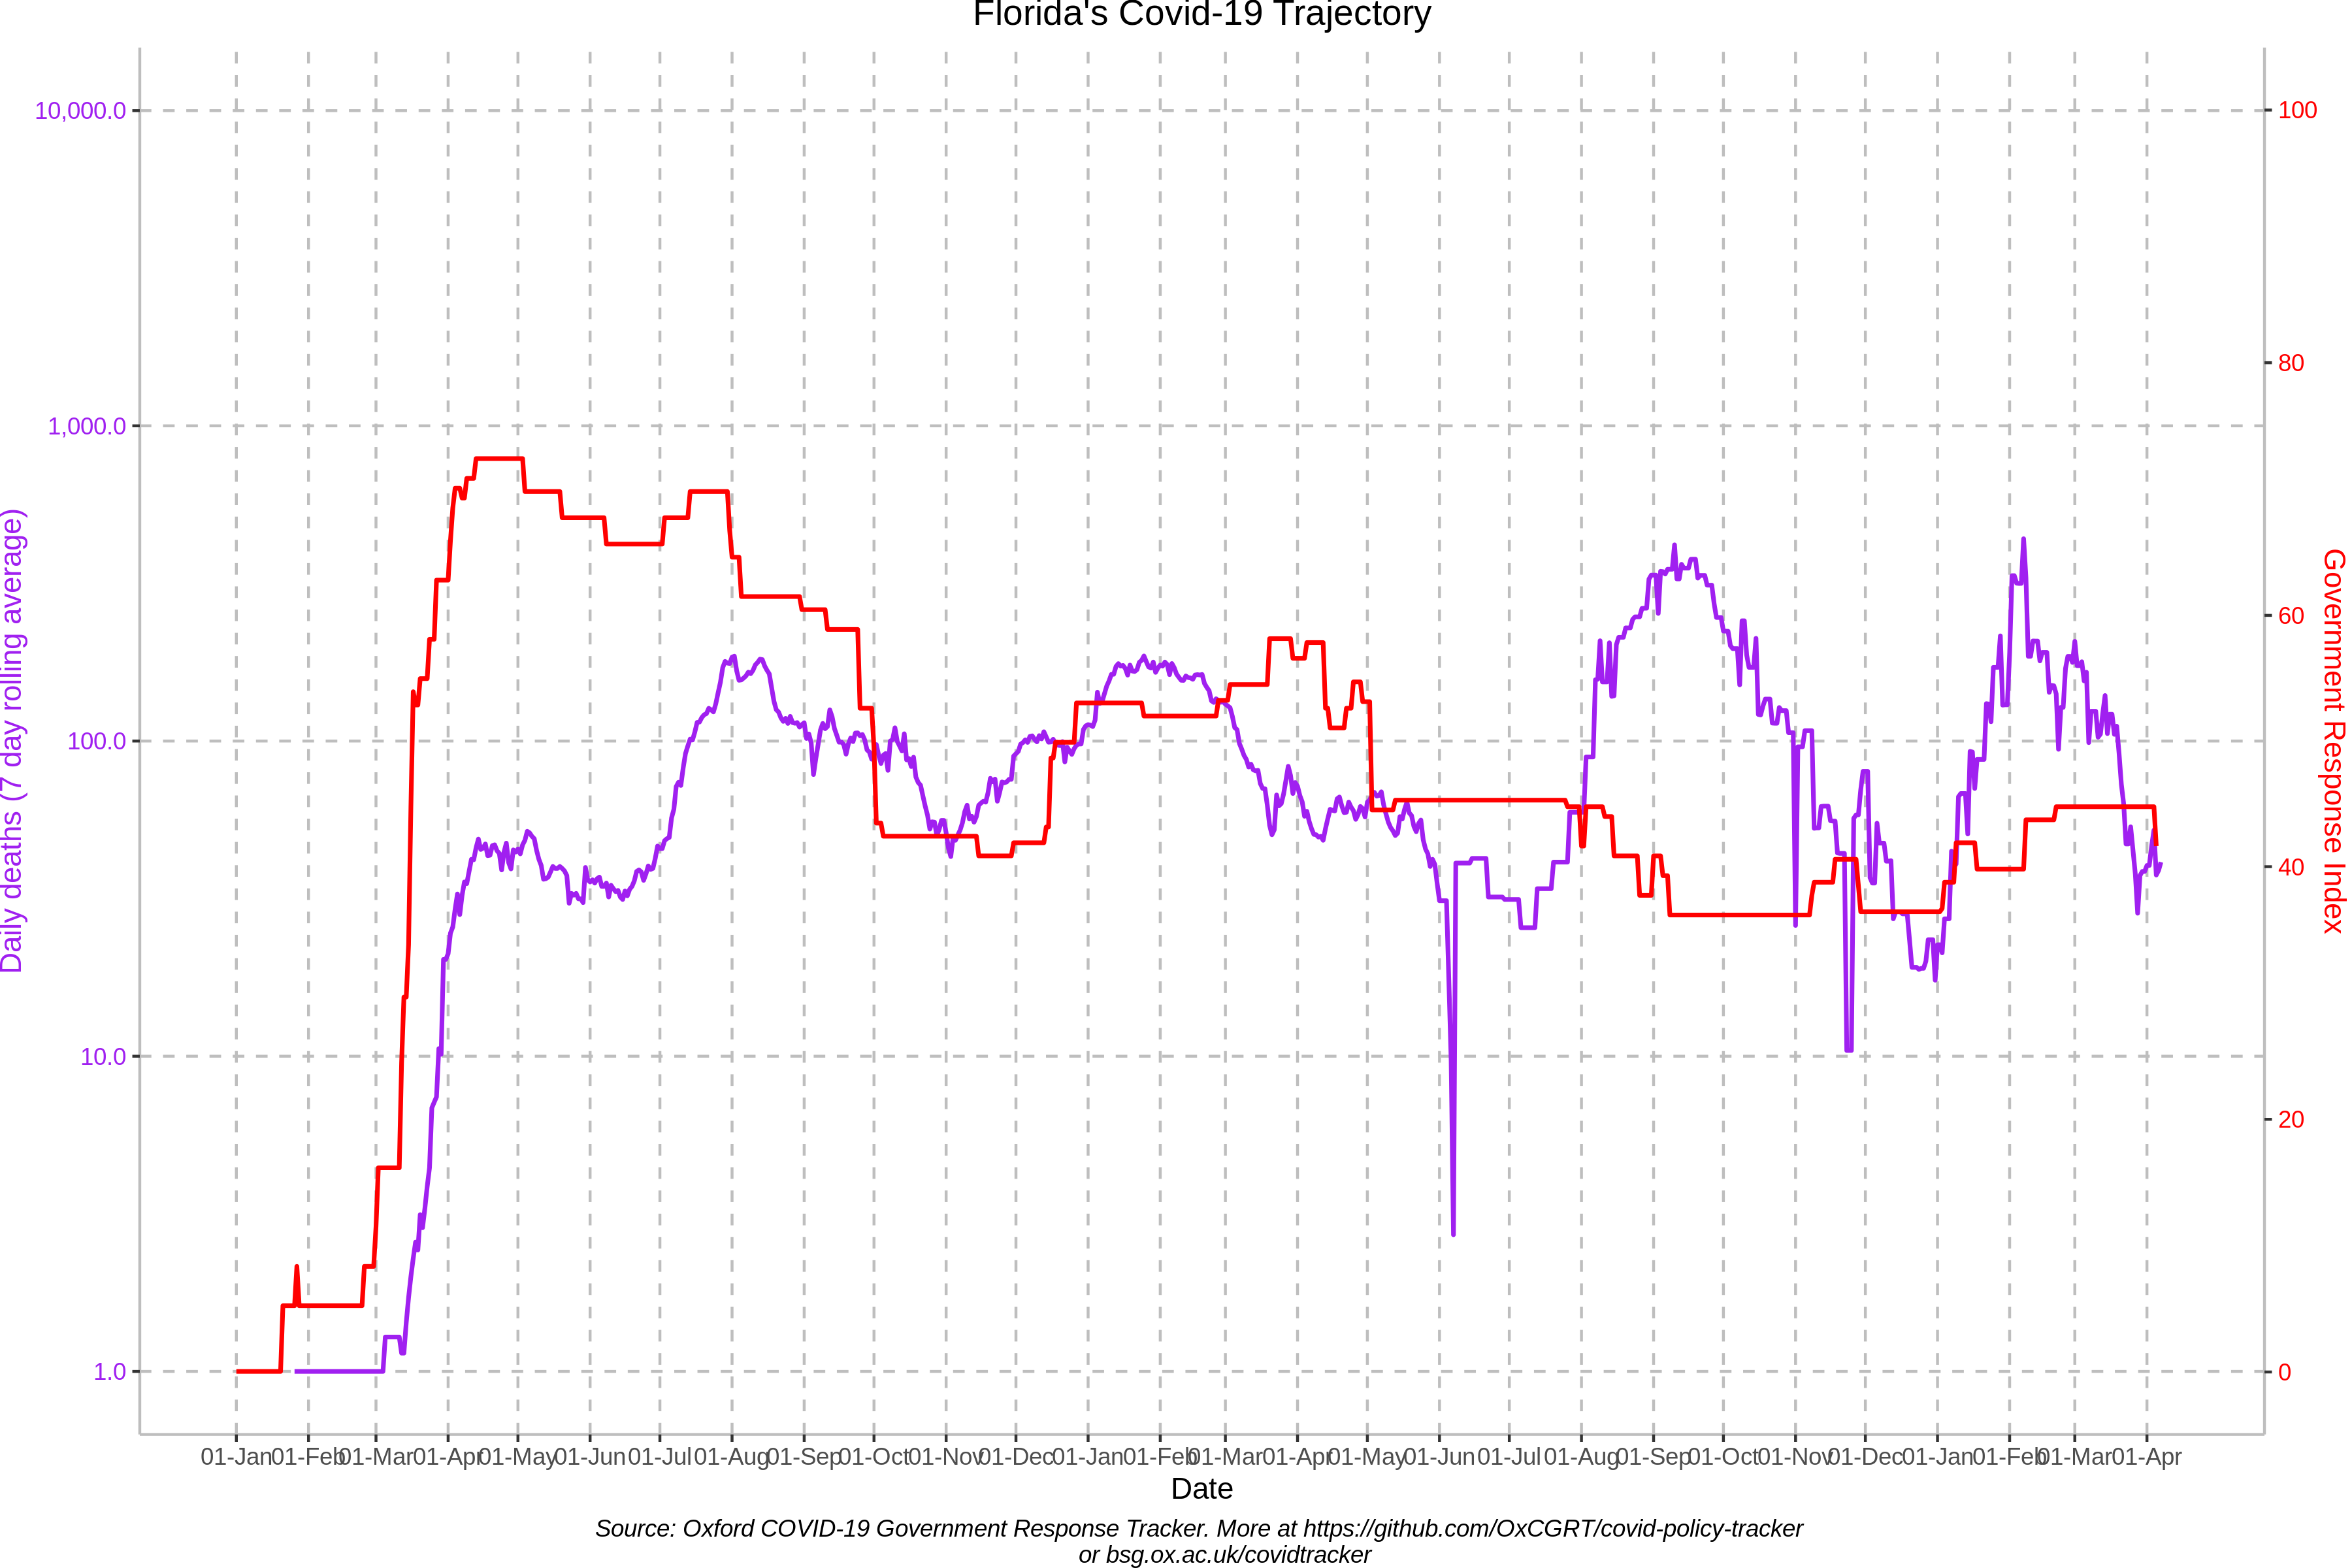 Florida's Covid-19 Trajectory
10,000.0
1,000.0
100.0
10.0
1.0
Daily deaths (7 day rolling average)
100
80
60
40
20
0
Government Response Index
01-Jan 01-Feb 01-Mar 01-Apr 01-May 01-Jun 01-Jul 01-Aug 01-Sep 01-Oct 01-Nov 01-Dec 01-Jan 01-Feb 01-Mar 01-Apr 01-May 01-Jun 01-Jul 01-Aug 01-Sep 01-Oct 01-Nov 01-Dec 01-Jan 01-Feb 01-Mar 01-Apr
Date
Source: Oxford COVID-19 Government Response Tracker. More at https://github.com/OxCGRT/covid-policy-tracker
or bsg.ox.ac.uk/covidtracker